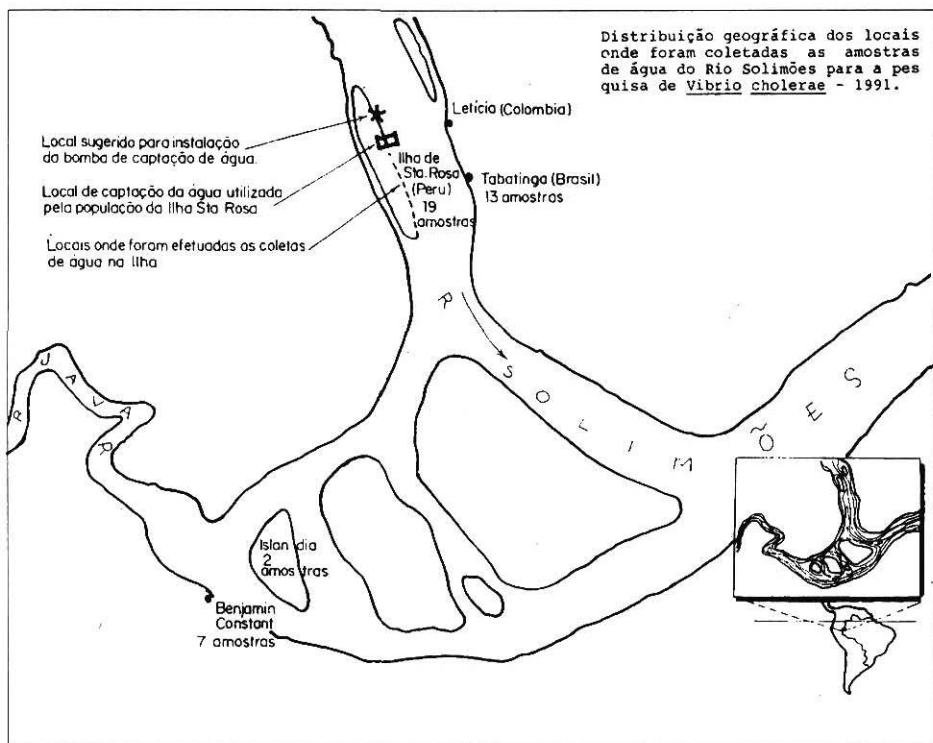 Distribuição geográfica dos locais
onde foram coletadas as amostras
de água do Rio Solimões para a pes
quisa de Vibrio cholerae - 1991.
Letícia (Colombia)
Local sugerido para instalação
da bomba de captação de água.
Ilha de
Sta. Rosa
(Peru)
19
amostras
Tabatinga (Brasil)
13 amostras
Local de captação da água utilizada
pela população da Ilha Sta Rosa
Locais onde foram efetuadas as coletas
de água na Ilha
R SOLIMÕES
R JAVAR
Islandia
2
amostras
Benjamin
Constant
7 amostras